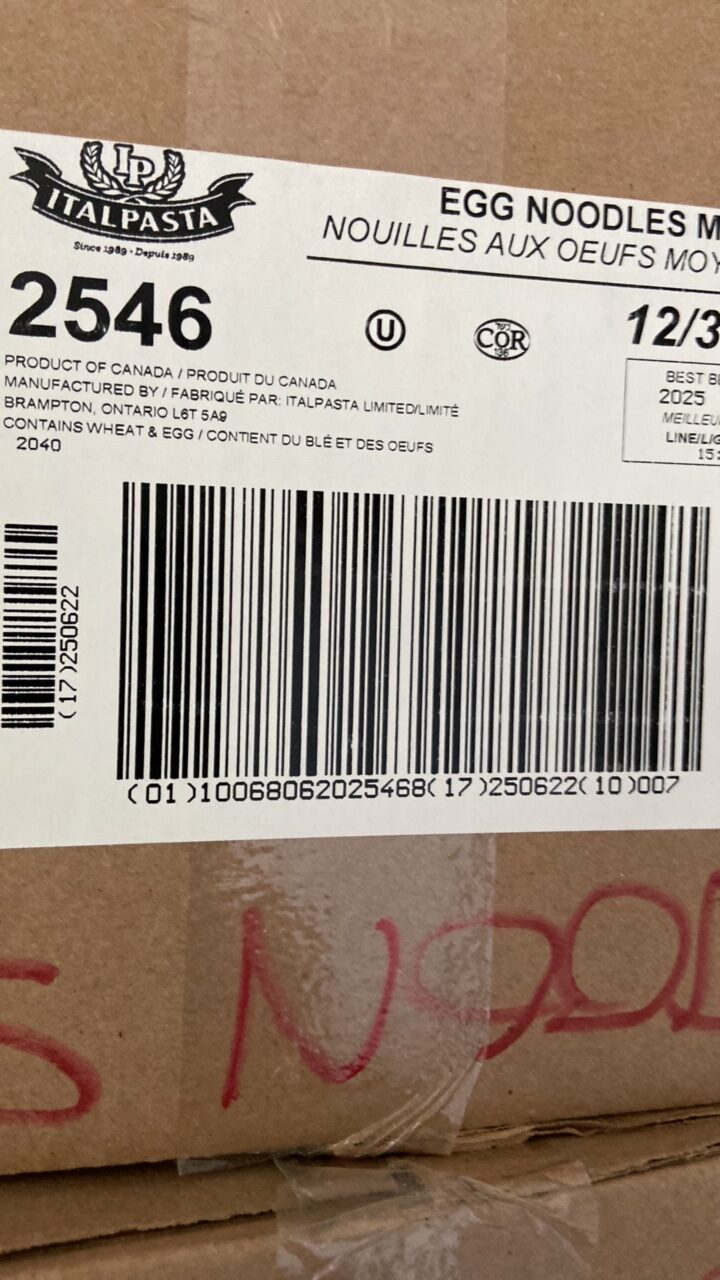 IP
ITALPASTA
Since 1989 • Depuis 1989
EGG NOODLES M
NOUILLES AUX OEUFS MOY
2546
U
כשר
COR
136
12/3
PRODUCT OF CANADA / PRODUIT DU CANADA
MANUFACTURED BY / FABRIQUÉ PAR: ITALPASTA LIMITED/LIMITÉ
BRAMPTON, ONTARIO L6T 5A9
CONTAINS WHEAT & EGG / CONTIENT DU BLÉ ET DES OEUFS
2040
BEST B
2025
MEILLEU
LINE/LIG
15:
(17)250622
(01)10068062025468(17)250622(10)007
S NOOD